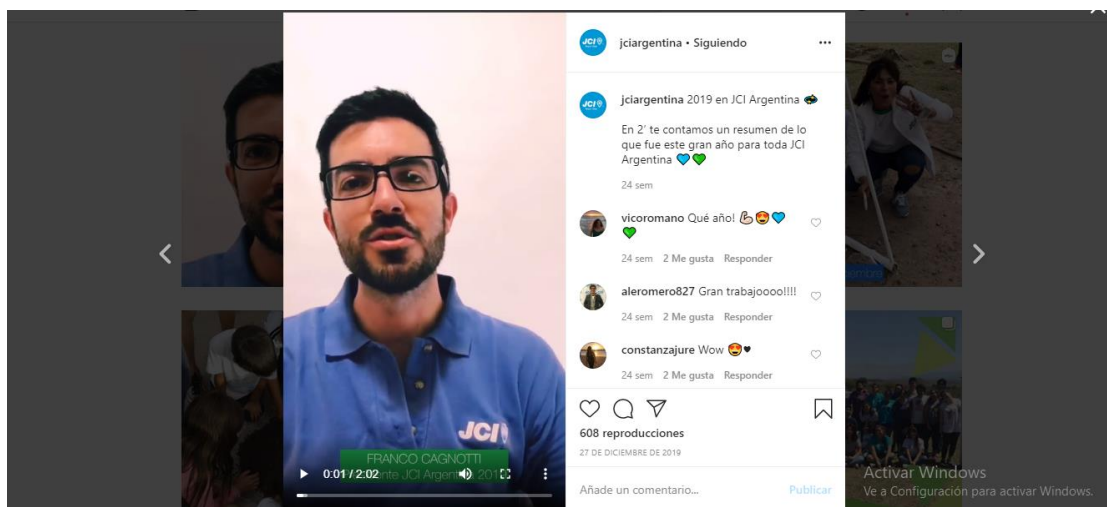 jciargentina • Siguiendo
jciargentina 2019 en JCI Argentina
En 2' te contamos un resumen de lo
que fue este gran año para toda JCI
Argentina
24 sem
vicoromano Qué año!
24 sem 2 Me gusta Responder
aleromero827 Gran trabajoooo!!!!
24 sem 2 Me gusta Responder
constanzajure Wow
24 sem 2 Me gusta Responder
608 reproducciones
27 DE DICIEMBRE DE 2019
Añade un comentario... Publicar
JCI
FRANCO CAGNOTTI
JCI Argentina
0:01 / 2:02
Activar Windows
Ve a Configuración para activar Windows.